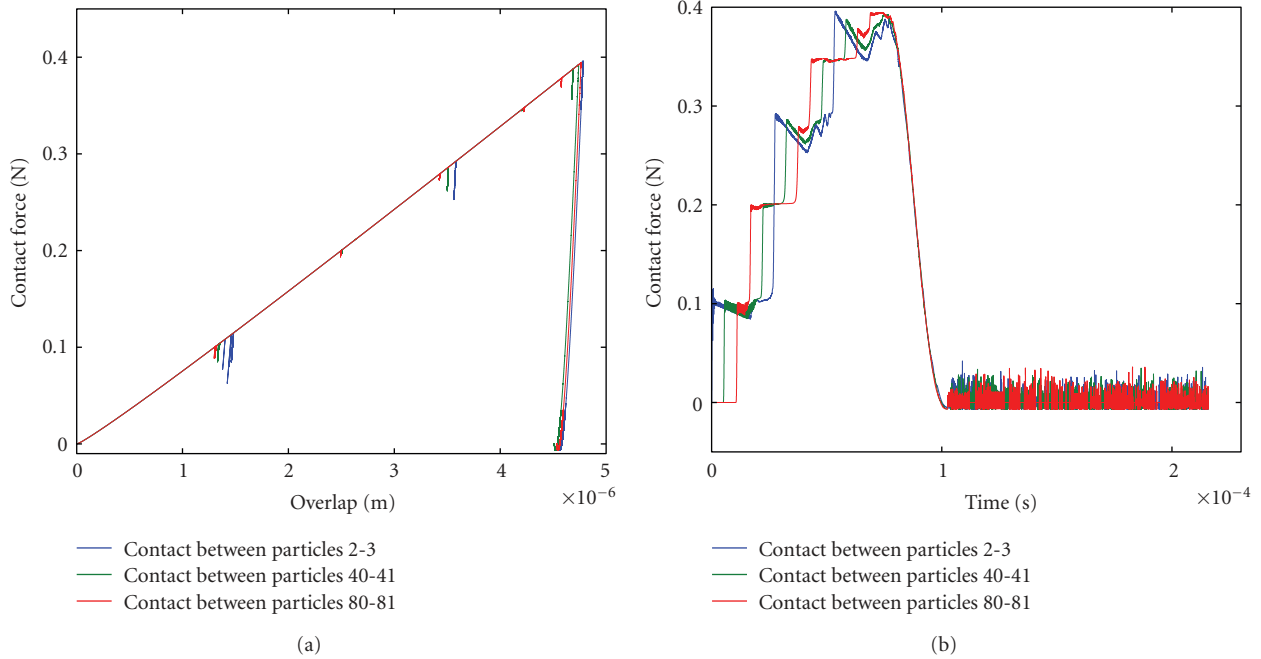 0.4
0.3
0.2
0.1
0
Contact force (N)
0 1 2 3 4 5
×10−6
Overlap (m)
Contact between particles 2-3
Contact between particles 40-41
Contact between particles 80-81
(a)
0.4
0.3
0.2
0.1
0
Contact force (N)
0 1 2
×10−4
Time (s)
Contact between particles 2-3
Contact between particles 40-41
Contact between particles 80-81
(b)